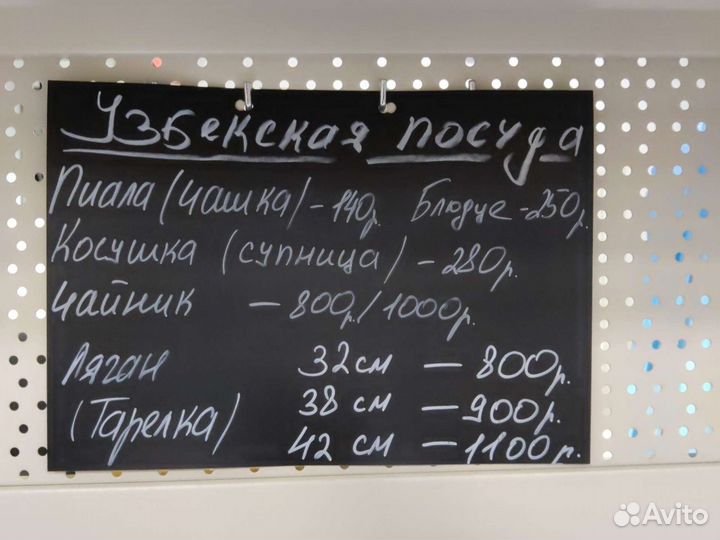 Узбекская посуда
Пиала (чашка) - 140р. Блюдце - 250р.
Косушка (супница) - 280р.
Чайник — 800р./1000р.
Ляган 32см — 800р.
(Тарелка) 38 см — 900р.
42 см — 1100р.
Avito